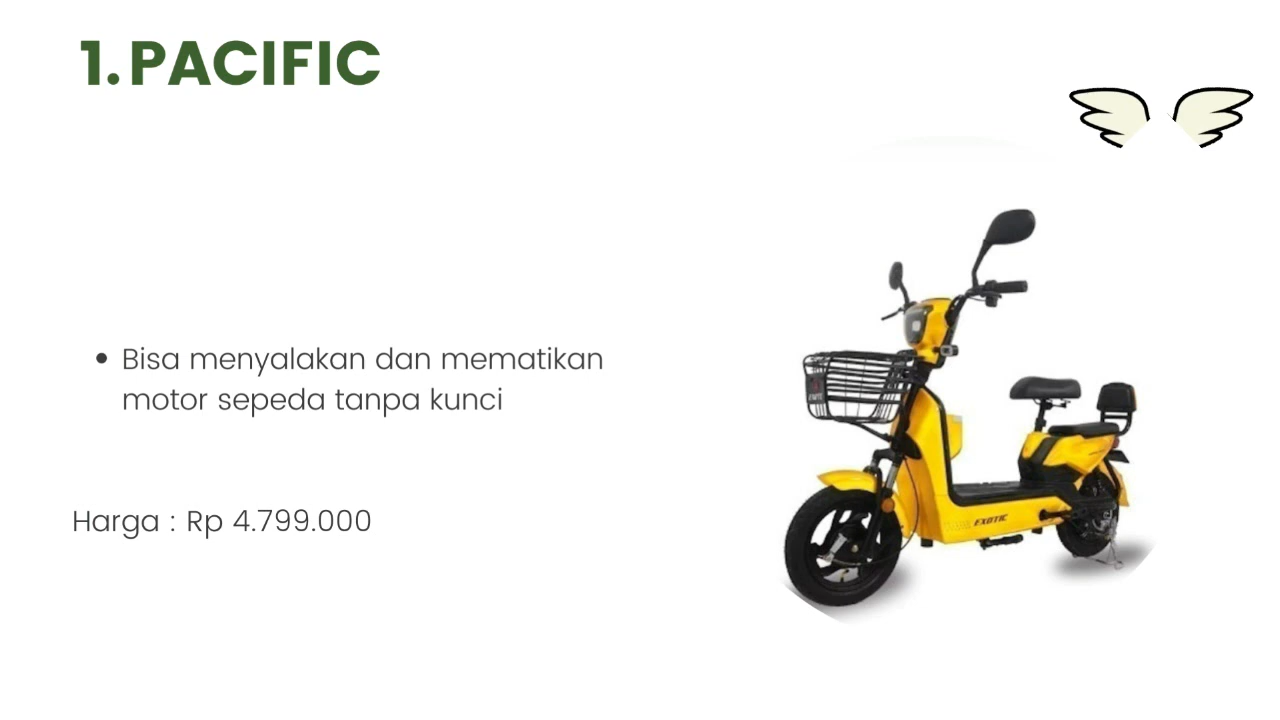 1. PACIFIC
• Bisa menyalakan dan mematikan
motor sepeda tanpa kunci
Harga : Rp 4.799.000
EXOTIC